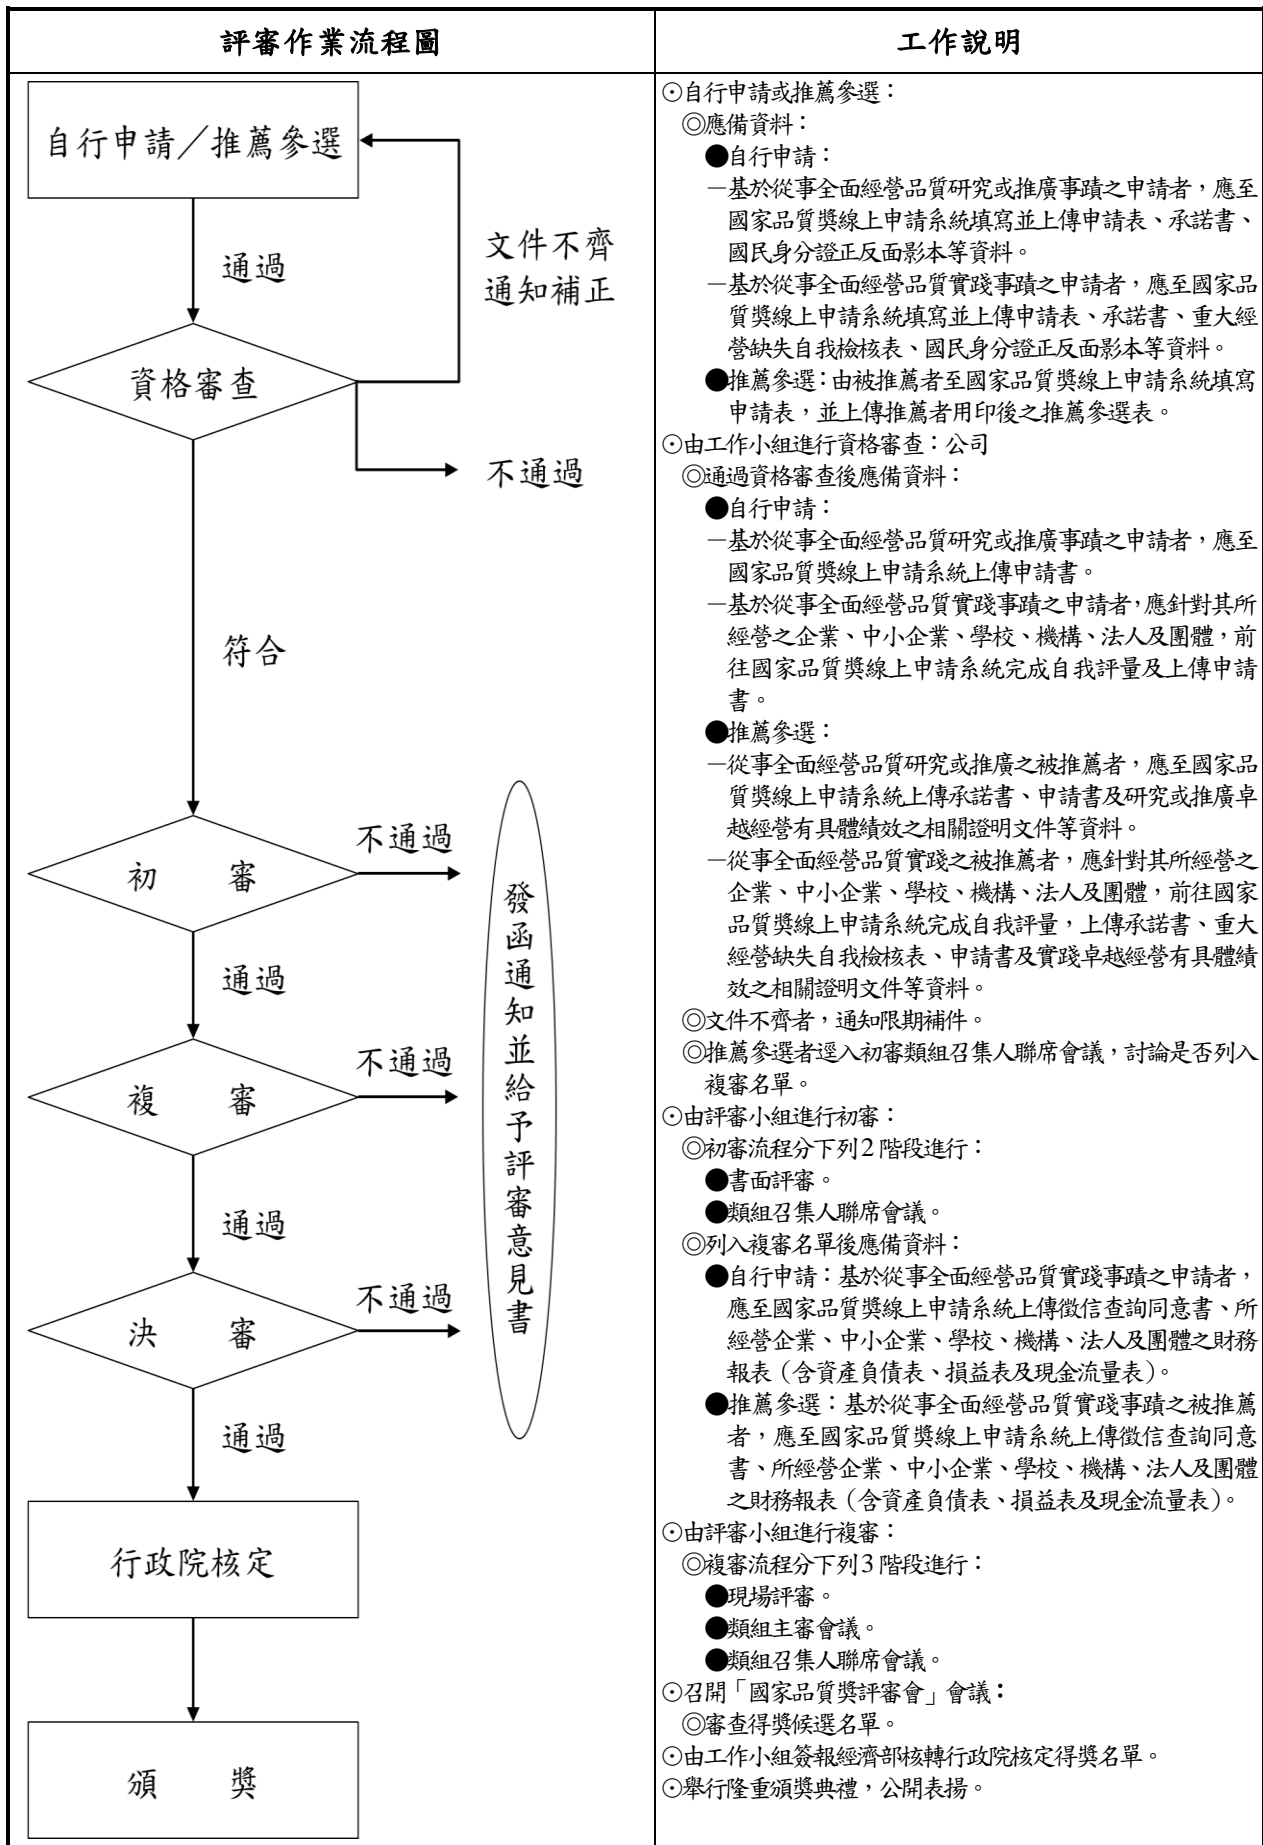 評審作業流程圖
工作說明
自行申請／推薦參選
通過
文件不齊
通知補正
資格審查
不通過
符合
初　審
不通過
通過
複　審
不通過
通過
決　審
不通過
通過
發函通知並給予評審意見書
行政院核定
頒　獎
⊙自行申請或推薦參選：
◎應備資料：
●自行申請：
－基於從事全面經營品質研究或推廣事蹟之申請者，應至
國家品質獎線上申請系統填寫並上傳申請表、承諾書、
國民身分證正反面影本等資料。
－基於從事全面經營品質實踐事蹟之申請者，應至國家品
質獎線上申請系統填寫並上傳申請表、承諾書、重大經
營缺失自我檢核表、國民身分證正反面影本等資料。
●推薦參選：由被推薦者至國家品質獎線上申請系統填寫
申請表，並上傳推薦者用印後之推薦參選表。
⊙由工作小組進行資格審查：公司
◎通過資格審查後應備資料：
●自行申請：
－基於從事全面經營品質研究或推廣事蹟之申請者，應至
國家品質獎線上申請系統上傳申請書。
－基於從事全面經營品質實踐事蹟之申請者，應針對其所
經營之企業、中小企業、學校、機構、法人及團體，前
往國家品質獎線上申請系統完成自我評量及上傳申請
書。
●推薦參選：
－從事全面經營品質研究或推廣之被推薦者，應至國家品
質獎線上申請系統上傳承諾書、申請書及研究或推廣卓
越經營有具體績效之相關證明文件等資料。
－從事全面經營品質實踐之被推薦者，應針對其所經營之
企業、中小企業、學校、機構、法人及團體，前往國家
品質獎線上申請系統完成自我評量，上傳承諾書、重大
經營缺失自我檢核表、申請書及實踐卓越經營有具體績
效之相關證明文件等資料。
◎文件不齊者，通知限期補件。
◎推薦參選者逕入初審類組召集人聯席會議，討論是否列入
複審名單。
⊙由評審小組進行初審：
◎初審流程分下列2階段進行：
●書面評審。
●類組召集人聯席會議。
◎列入複審名單後應備資料：
●自行申請：基於從事全面經營品質實踐事蹟之申請者，
應至國家品質獎線上申請系統上傳徵信查詢同意書、所
經營企業、中小企業、學校、機構、法人及團體之財務
報表（含資產負債表、損益表及現金流量表）。
●推薦參選：基於從事全面經營品質實踐事蹟之被推薦
者，應至國家品質獎線上申請系統上傳徵信查詢同意
書、所經營企業、中小企業、學校、機構、法人及團體
之財務報表（含資產負債表、損益表及現金流量表）。
⊙由評審小組進行複審：
◎複審流程分下列3階段進行：
●現場評審。
●類組主審會議。
●類組召集人聯席會議。
⊙召開「國家品質獎評審會」會議：
◎審查得獎候選名單。
⊙由工作小組簽報經濟部核轉行政院核定得獎名單。
⊙舉行隆重頒獎典禮，公開表揚。